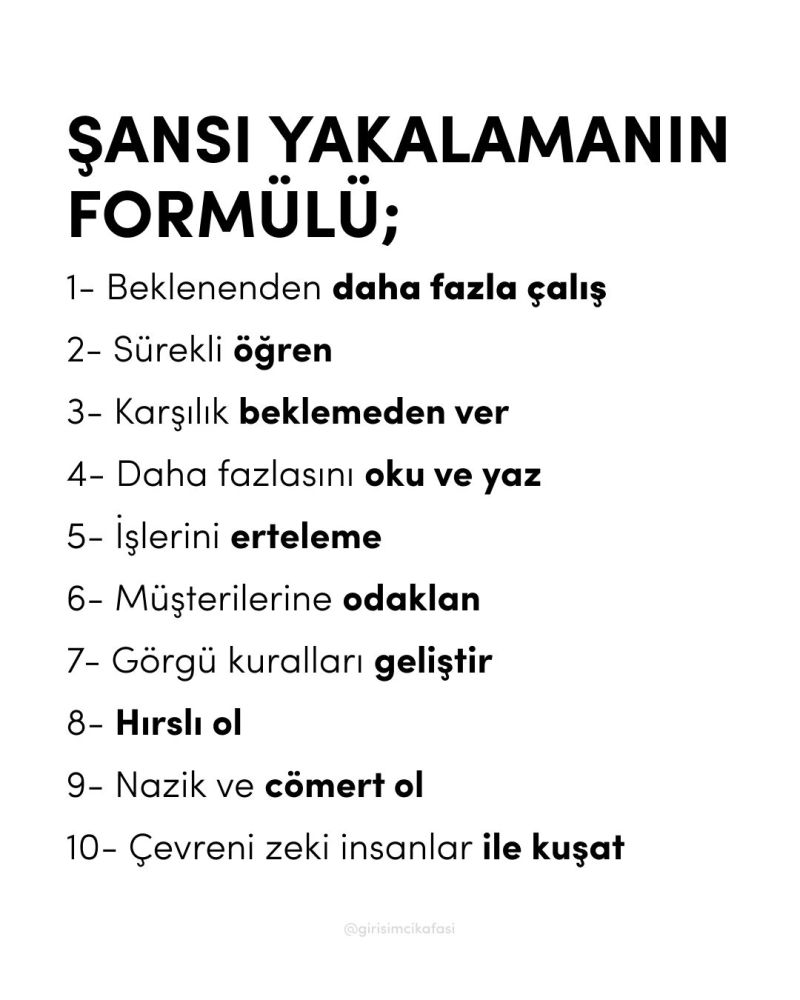 ŞANSI YAKALAMANIN
FORMÜLÜ;
1- Beklenenden daha fazla çalış
2- Sürekli öğren
3- Karşılık beklemeden ver
4- Daha fazlasını oku ve yaz
5- İşlerini erteleme
6- Müşterilerine odaklan
7- Görgü kuralları geliştir
8- Hırslı ol
9- Nazik ve cömert ol
10- Çevreni zeki insanlar ile kuşat
@girisimcikafasi